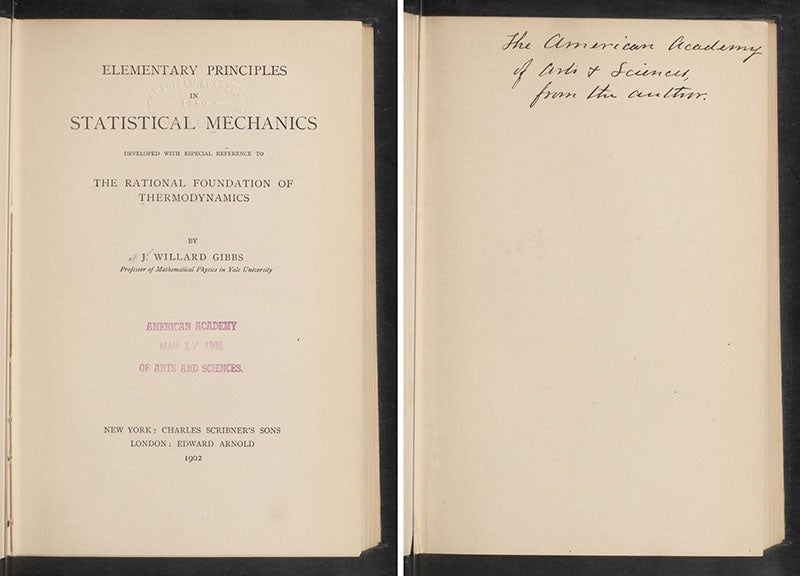 ELEMENTARY PRINCIPLES
IN
STATISTICAL MECHANICS
DEVELOPED WITH ESPECIAL REFERENCE TO
THE RATIONAL FOUNDATION OF
THERMODYNAMICS
BY
J. WILLARD GIBBS
Professor of Mathematical Physics in Yale University
AMERICAN ACADEMY
MAR 17 1902
OF ARTS AND SCIENCES.
NEW YORK: CHARLES SCRIBNER'S SONS
LONDON: EDWARD ARNOLD
1902
The American Academy
of Arts & Sciences,
from the author.